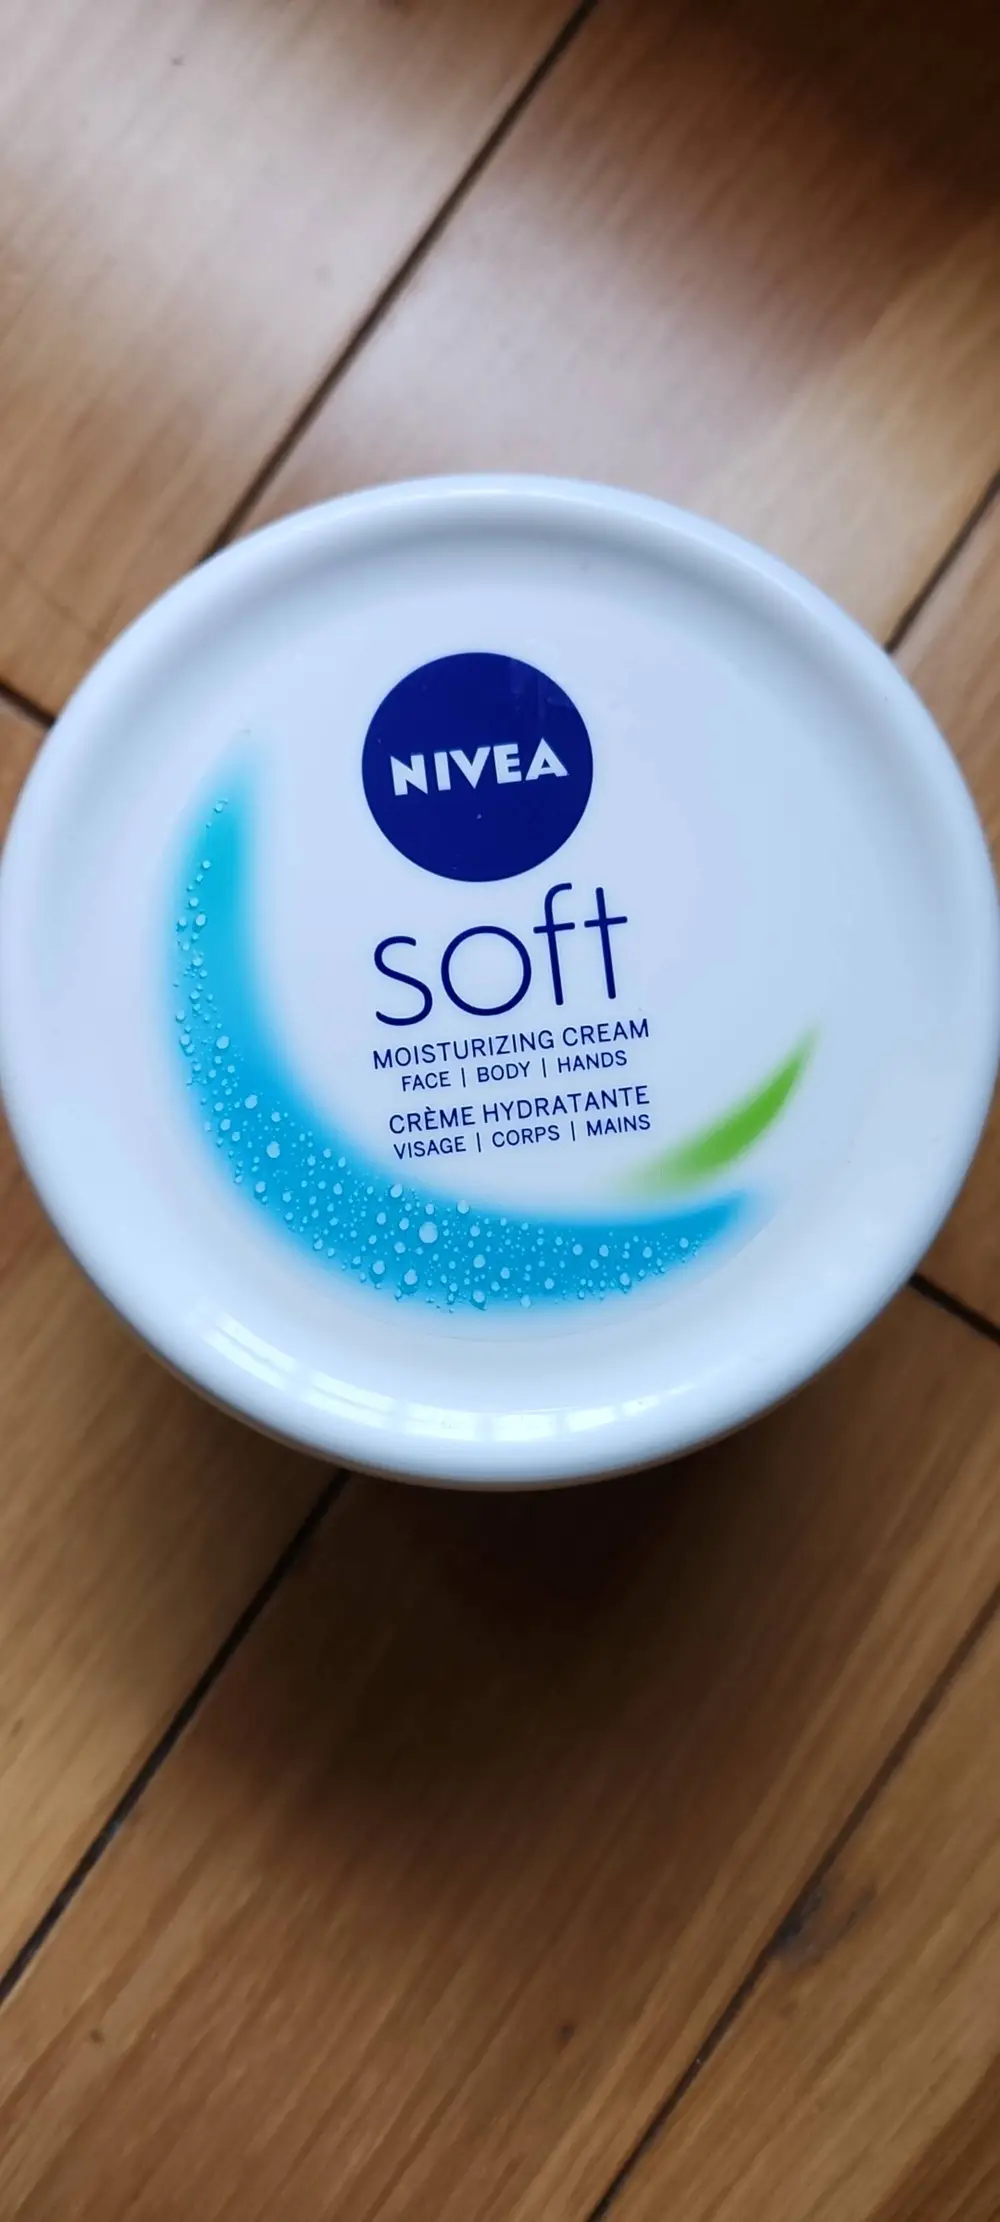 NIVEA
soft
MOISTURIZING CREAM
FACE | BODY | HANDS
CRÈME HYDRATANTE
VISAGE | CORPS | MAINS